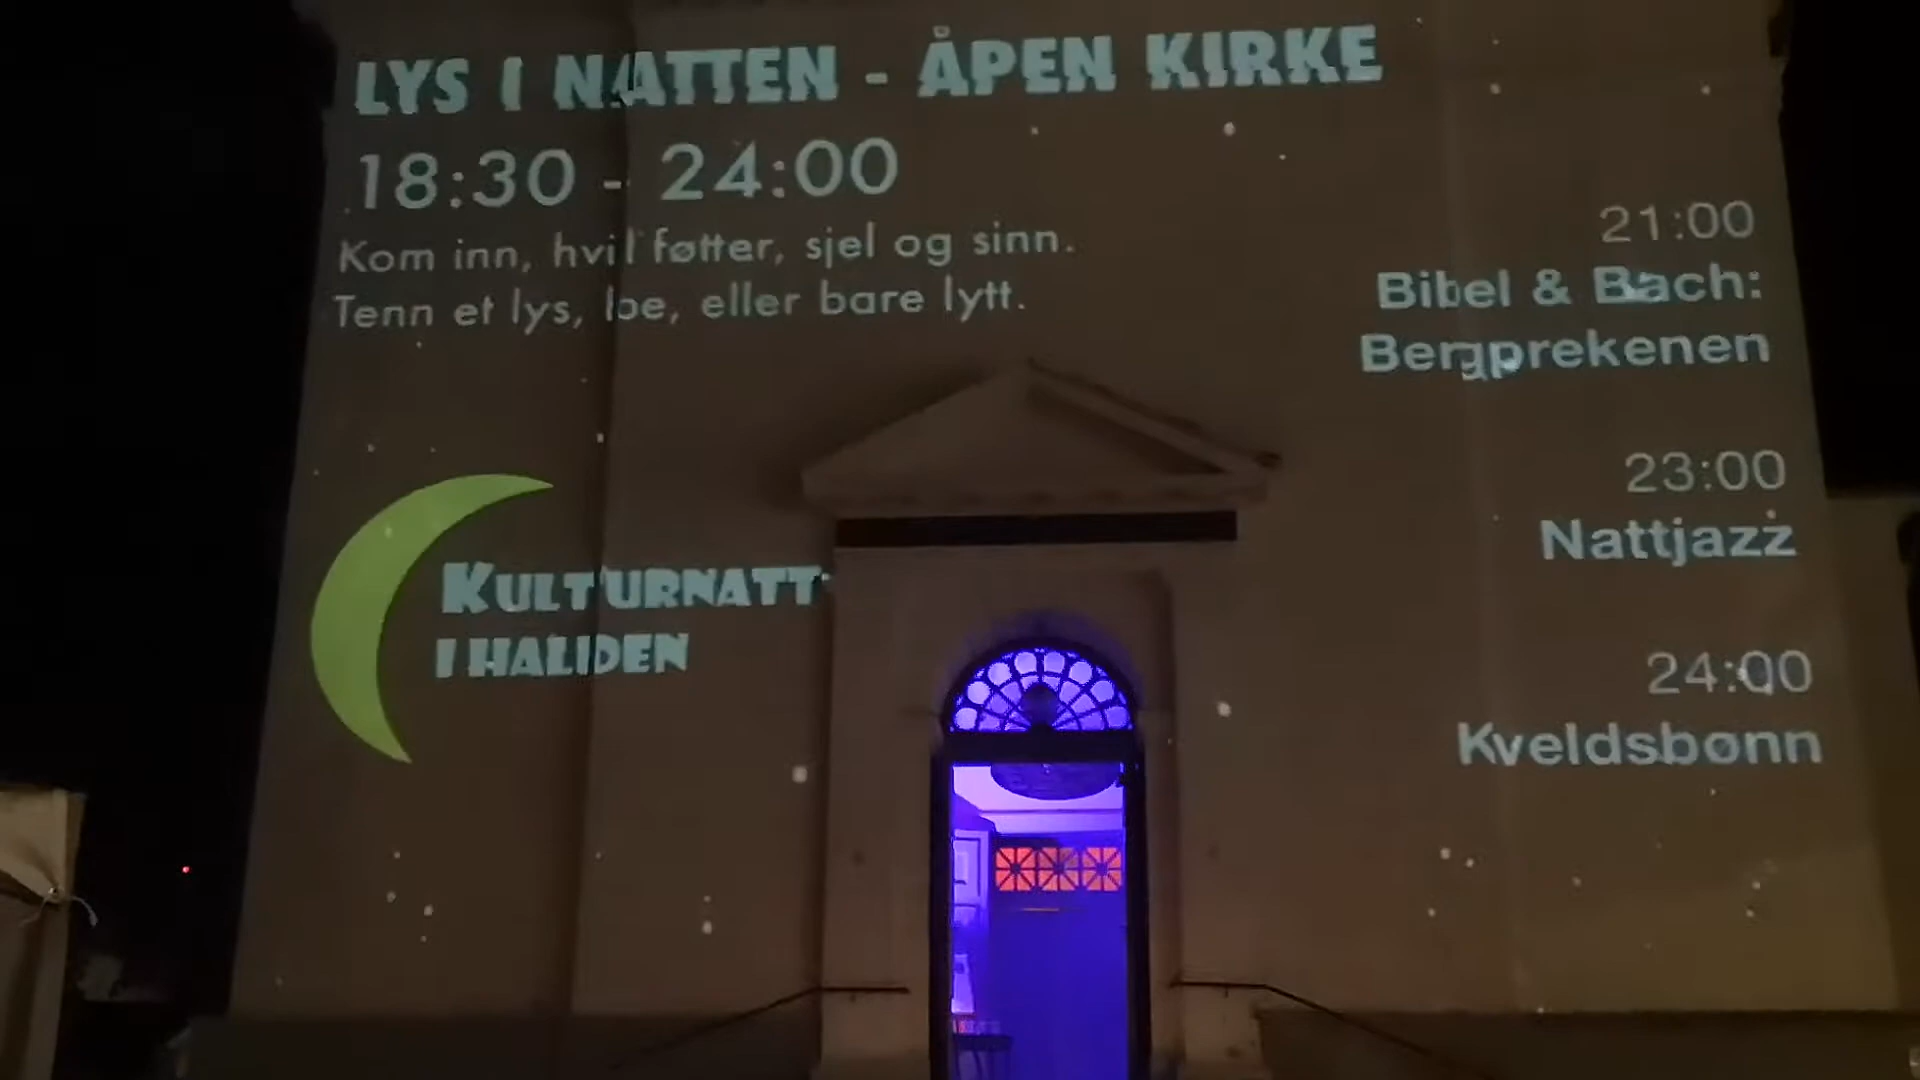 LYS I NATTEN - ÅPEN KIRKE
18:30 - 24:00
Kom inn, hvil føtter, sjel og sinn.
Tenn et lys, be, eller bare lytt.
21:00
Bibel & Bach:
Bergprekenen
23:00
Nattjazz
24:00
Kveldsbønn
KULTURNATT
I HALDEN